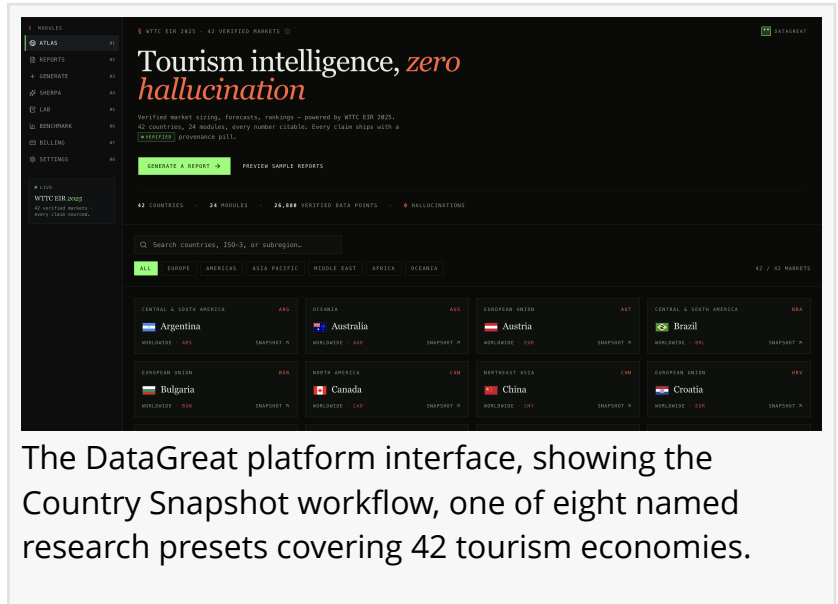 § MODULES
ATLAS 01
REPORTS 02
+ GENERATE 03
SHERPA 04
LAB 05
BENCHMARK 06
BILLING 07
SETTINGS 08
LIVE
WTTC EIR 2025
42 verified markets ·
every claim sourced.
§ WTTC EIR 2025 · 42 VERIFIED MARKETS
DATAGREAT
Tourism intelligence, zero
hallucination
Verified market sizing, forecasts, rankings — powered by WTTC EIR 2025.
42 countries, 24 modules, every number citable. Every claim ships with a
VERIFIED provenance pill.
GENERATE A REPORT → PREVIEW SAMPLE REPORTS
42 COUNTRIES · 24 MODULES · 26,880 VERIFIED DATA POINTS · 0 HALLUCINATIONS
Search countries, ISO-3, or subregion…
ALL EUROPE AMERICAS ASIA PACIFIC MIDDLE EAST AFRICA OCEANIA 42 / 42 MARKETS
CENTRAL & SOUTH AMERICA ARG OCEANIA AUS EUROPEAN UNION AUT CENTRAL & SOUTH AMERICA BRA
Argentina Australia Austria Brazil
WORLDWIDE · ARS SNAPSHOT ↗ WORLDWIDE · AUD SNAPSHOT ↗ WORLDWIDE · EUR SNAPSHOT ↗ WORLDWIDE · BRL SNAPSHOT ↗
EUROPEAN UNION BGR NORTH AMERICA CAN NORTHEAST ASIA CHN EUROPEAN UNION HRV
Bulgaria Canada China Croatia
WORLDWIDE · BGN SNAPSHOT ↗ WORLDWIDE · CAD SNAPSHOT ↗ WORLDWIDE · CNY SNAPSHOT ↗ WORLDWIDE · EUR SNAPSHOT ↗
The DataGreat platform interface, showing the
Country Snapshot workflow, one of eight named
research presets covering 42 tourism economies.